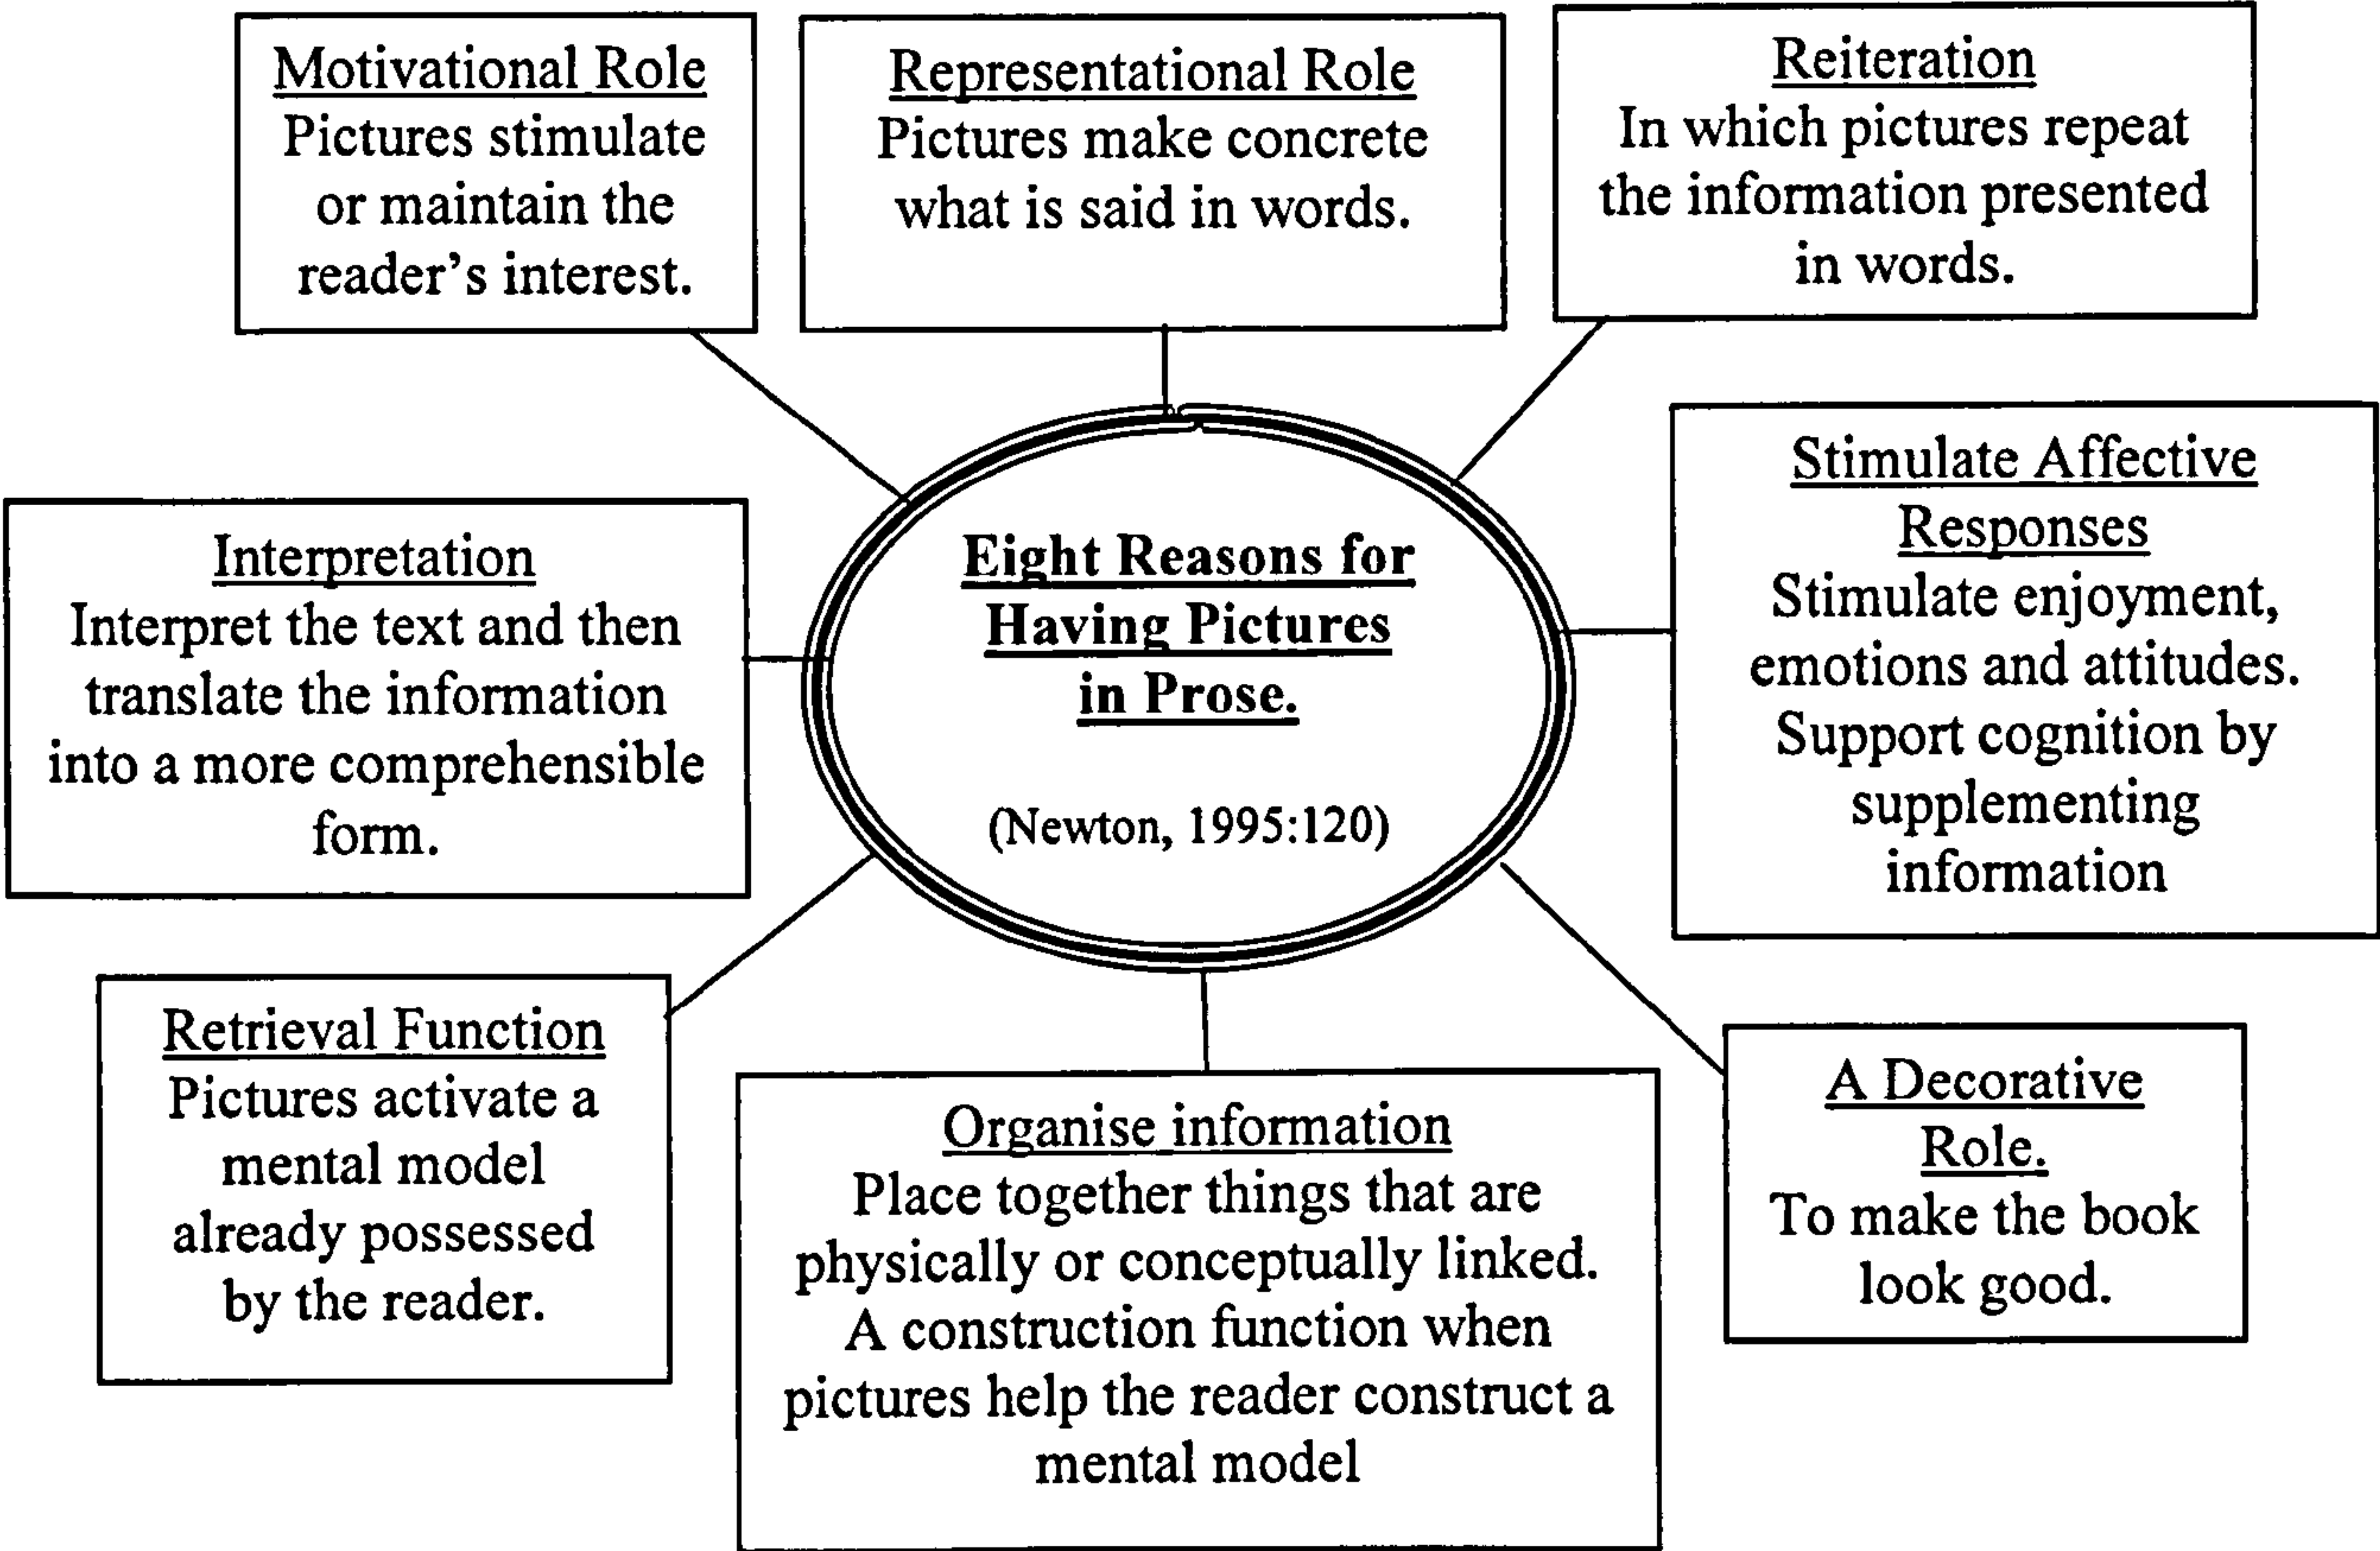 Motivational Role
Pictures stimulate
or maintain the
reader's interest.
Representational Role
Pictures make concrete
what is said in words.
Reiteration
In which pictures repeat
the information presented
in words.
Interpretation
Interpret the text and then
translate the information
into a more comprehensible
form.
Eight Reasons for
Having Pictures
in Prose.
(Newton, 1995:120)
Stimulate Affective
Responses
Stimulate enjoyment,
emotions and attitudes.
Support cognition by
supplementing
information
Retrieval Function
Pictures activate a
mental model
already possessed
by the reader.
Organise information
Place together things that are
physically or conceptually linked.
A construction function when
pictures help the reader construct a
mental model
A Decorative
Role.
To make the book
look good.